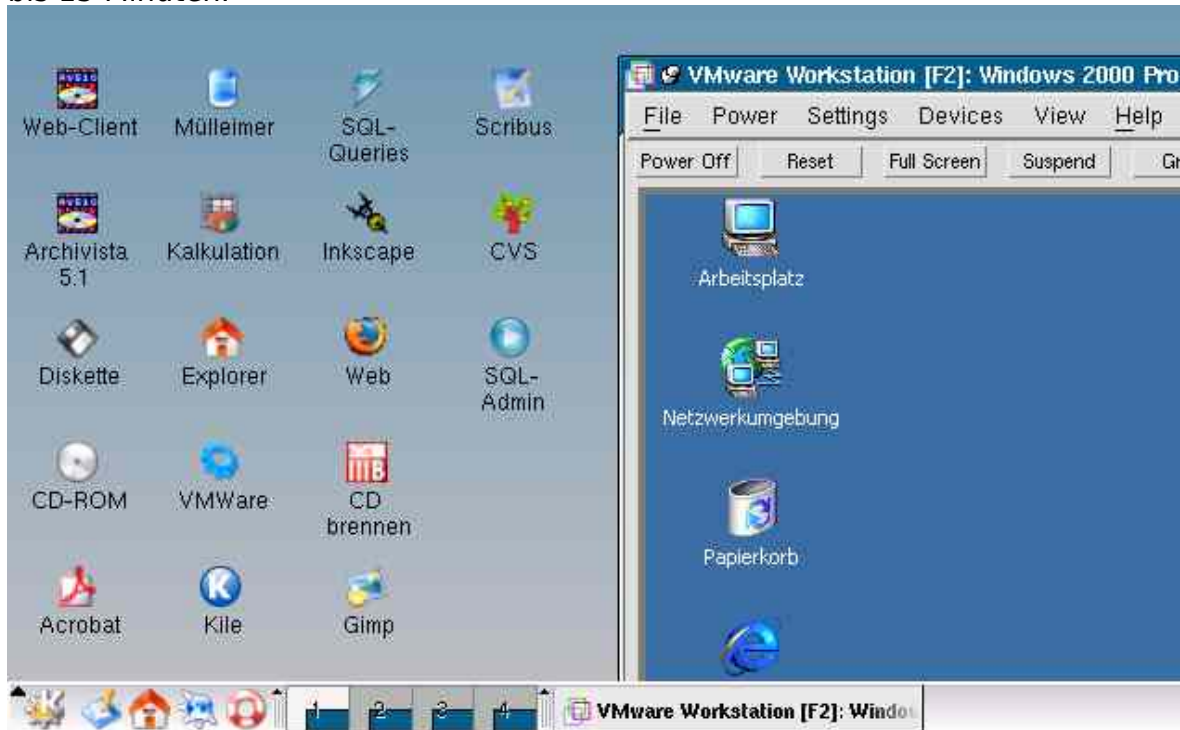 VMware Workstation [F2]: Windows 2000 Pro
File Power Settings Devices View Help
Power Off Reset Full Screen Suspend Gr
Web-Client Mülleimer SQL- Scribus
Queries
Archivista Kalkulation Inkscape CVS
5.1
Diskette Explorer Web SQL-
Admin
CD-ROM VMWare CD
brennen
Acrobat Kile Gimp
Arbeitsplatz
Netzwerkumgebung
Papierkorb
1 2 3 4 VMware Workstation [F2]: Windo